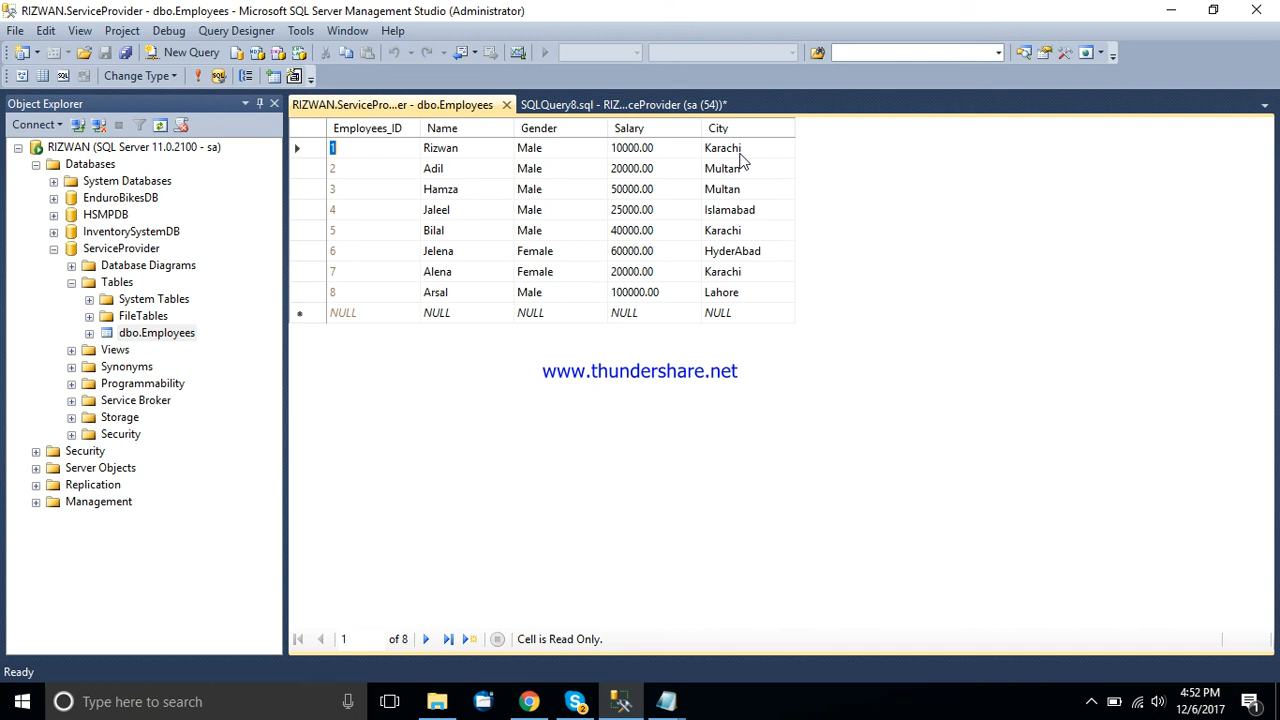 RIZWAN.ServiceProvider - dbo.Employees - Microsoft SQL Server Management Studio (Administrator)
File Edit View Project Debug Query Designer Tools Window Help
New Query
Change Type
Object Explorer
RIZWAN.ServicePro...er - dbo.Employees SQLQuery8.sql - RIZ...ceProvider (sa (54))*
Connect
RIZWAN (SQL Server 11.0.2100 - sa)
Databases
System Databases
EnduroBikesDB
HSMPDB
InventorySystemDB
ServiceProvider
Database Diagrams
Tables
System Tables
FileTables
dbo.Employees
Views
Synonyms
Programmability
Service Broker
Storage
Security
Security
Server Objects
Replication
Management
Employees_ID Name Gender Salary City
1 Rizwan Male 10000.00 Karachi
2 Adil Male 20000.00 Multan
3 Hamza Male 50000.00 Multan
4 Jaleel Male 25000.00 Islamabad
5 Bilal Male 40000.00 Karachi
6 Jelena Female 60000.00 HyderAbad
7 Alena Female 20000.00 Karachi
8 Arsal Male 100000.00 Lahore
NULL NULL NULL NULL NULL
www.thundershare.net
1 of 8 Cell is Read Only.
Ready
Type here to search
4:52 PM
12/6/2017